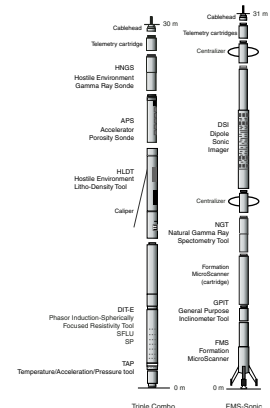 Cablehead
30 m
Telemetry cartridge
HNGS
Hostile Environment
Gamma Ray Sonde
APS
Accelerator
Porosity Sonde
HLDT
Hostile Environment
Litho-Density Tool
Caliper
DIT-E
Phasor Induction-Spherically
Focused Resistivity Tool
SFLU
SP
TAP
Temperature/Acceleration/Pressure tool
0 m
Triple Combo
31 m
Cablehead
Telemetry cartridges
Centralizer
DSI
Dipole
Sonic
Imager
Centralizer
NGT
Natural Gamma Ray
Spectometry Tool
Formation
MicroScanner
(cartridge)
GPIT
General Purpose
Inclinometer Tool
FMS
Formation
MicroScanner
0 m
FMS-Sonic